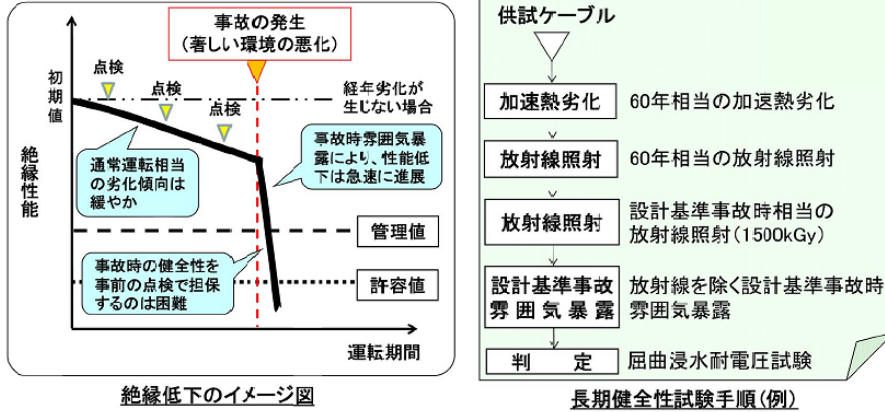 事故の発生
(著しい環境の悪化)
初期値
点検
点検
点検
経年劣化が
生じない場合
絶縁性能
通常運転相当
の劣化傾向は
緩やか
事故時雰囲気暴
露により、性能低
下は急速に進展
管理値
事故時の健全性を
事前の点検で担保
するのは困難
許容値
運転期間
絶縁低下のイメージ図
供試ケーブル
加速熱劣化 60年相当の加速熱劣化
放射線照射 60年相当の放射線照射
放射線照射 設計基準事故時相当の
放射線照射(1500kGy)
設計基準事故 放射線を除く設計基準事故時
雰囲気暴露 雰囲気暴露
判定 屈曲浸水耐電圧試験
長期健全性試験手順(例)